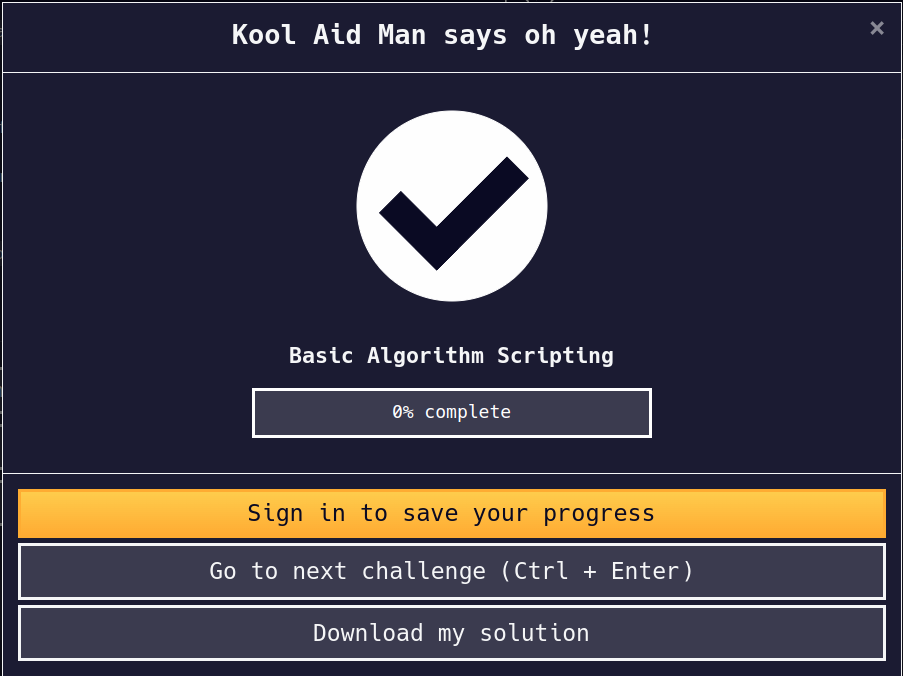 Kool Aid Man says oh yeah!
×
Basic Algorithm Scripting
0% complete
Sign in to save your progress
Go to next challenge (Ctrl + Enter)
Download my solution